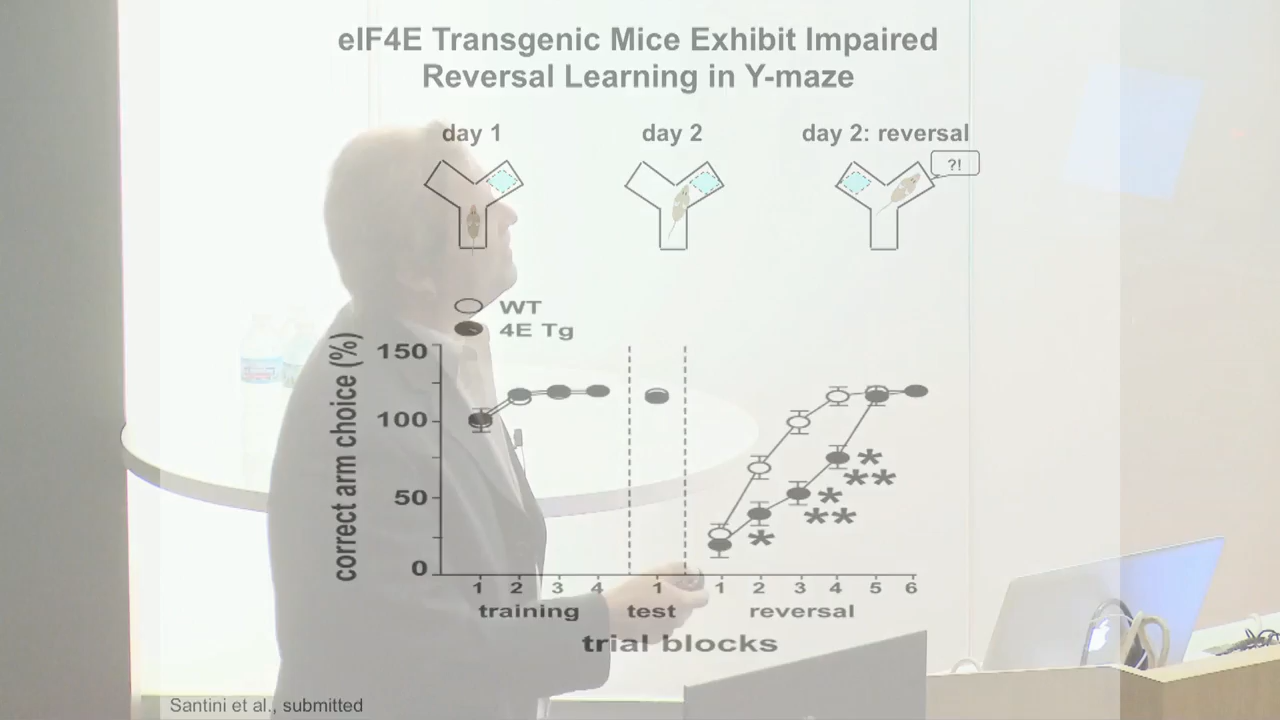 eIF4E Transgenic Mice Exhibit Impaired
Reversal Learning in Y-maze
day 1
day 2
day 2: reversal
?!
WT
4E Tg
correct arm choice (%)
150
100
50
0
1 2 3 4 1 1 2 3 4 5 6
training test reversal
trial blocks
*
* **
* **
Santini et al., submitted